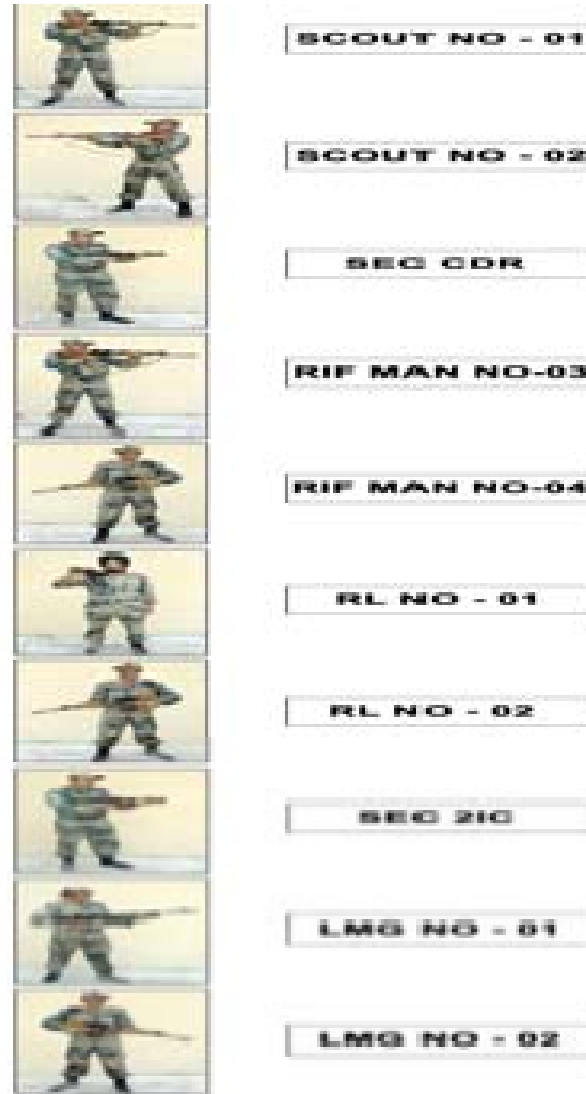 SCOUT NO - 01
SCOUT NO - 02
SEC CDR
RIF MAN NO-03
RIF MAN NO-04
RL NO - 01
RL NO - 02
SEC 2IC
LMG NO - 01
LMG NO - 02